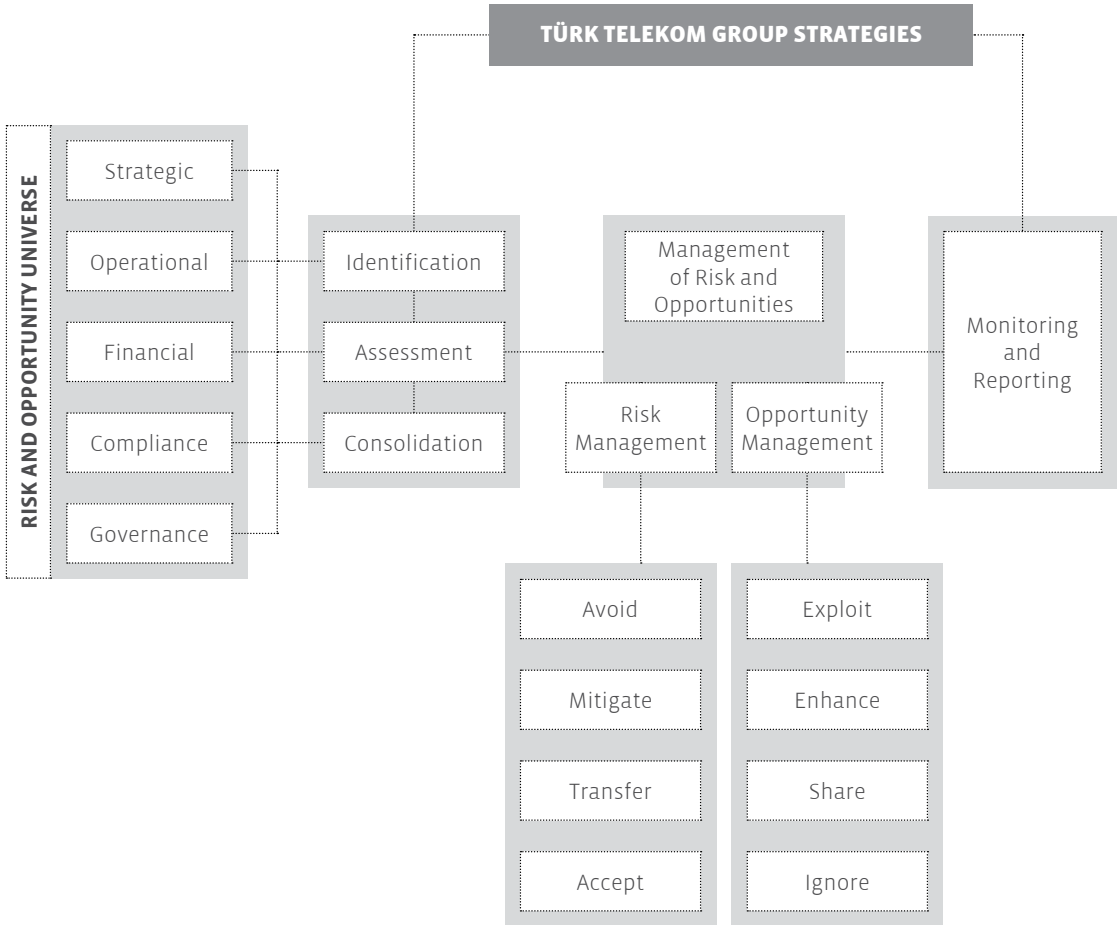 TÜRK TELEKOM GROUP STRATEGIES
RISK AND OPPORTUNITY UNIVERSE
Strategic
Operational
Financial
Compliance
Governance
Identification
Assessment
Consolidation
Management
of Risk and
Opportunities
Risk
Management
Opportunity
Management
Monitoring
and
Reporting
Avoid
Mitigate
Transfer
Accept
Exploit
Enhance
Share
Ignore